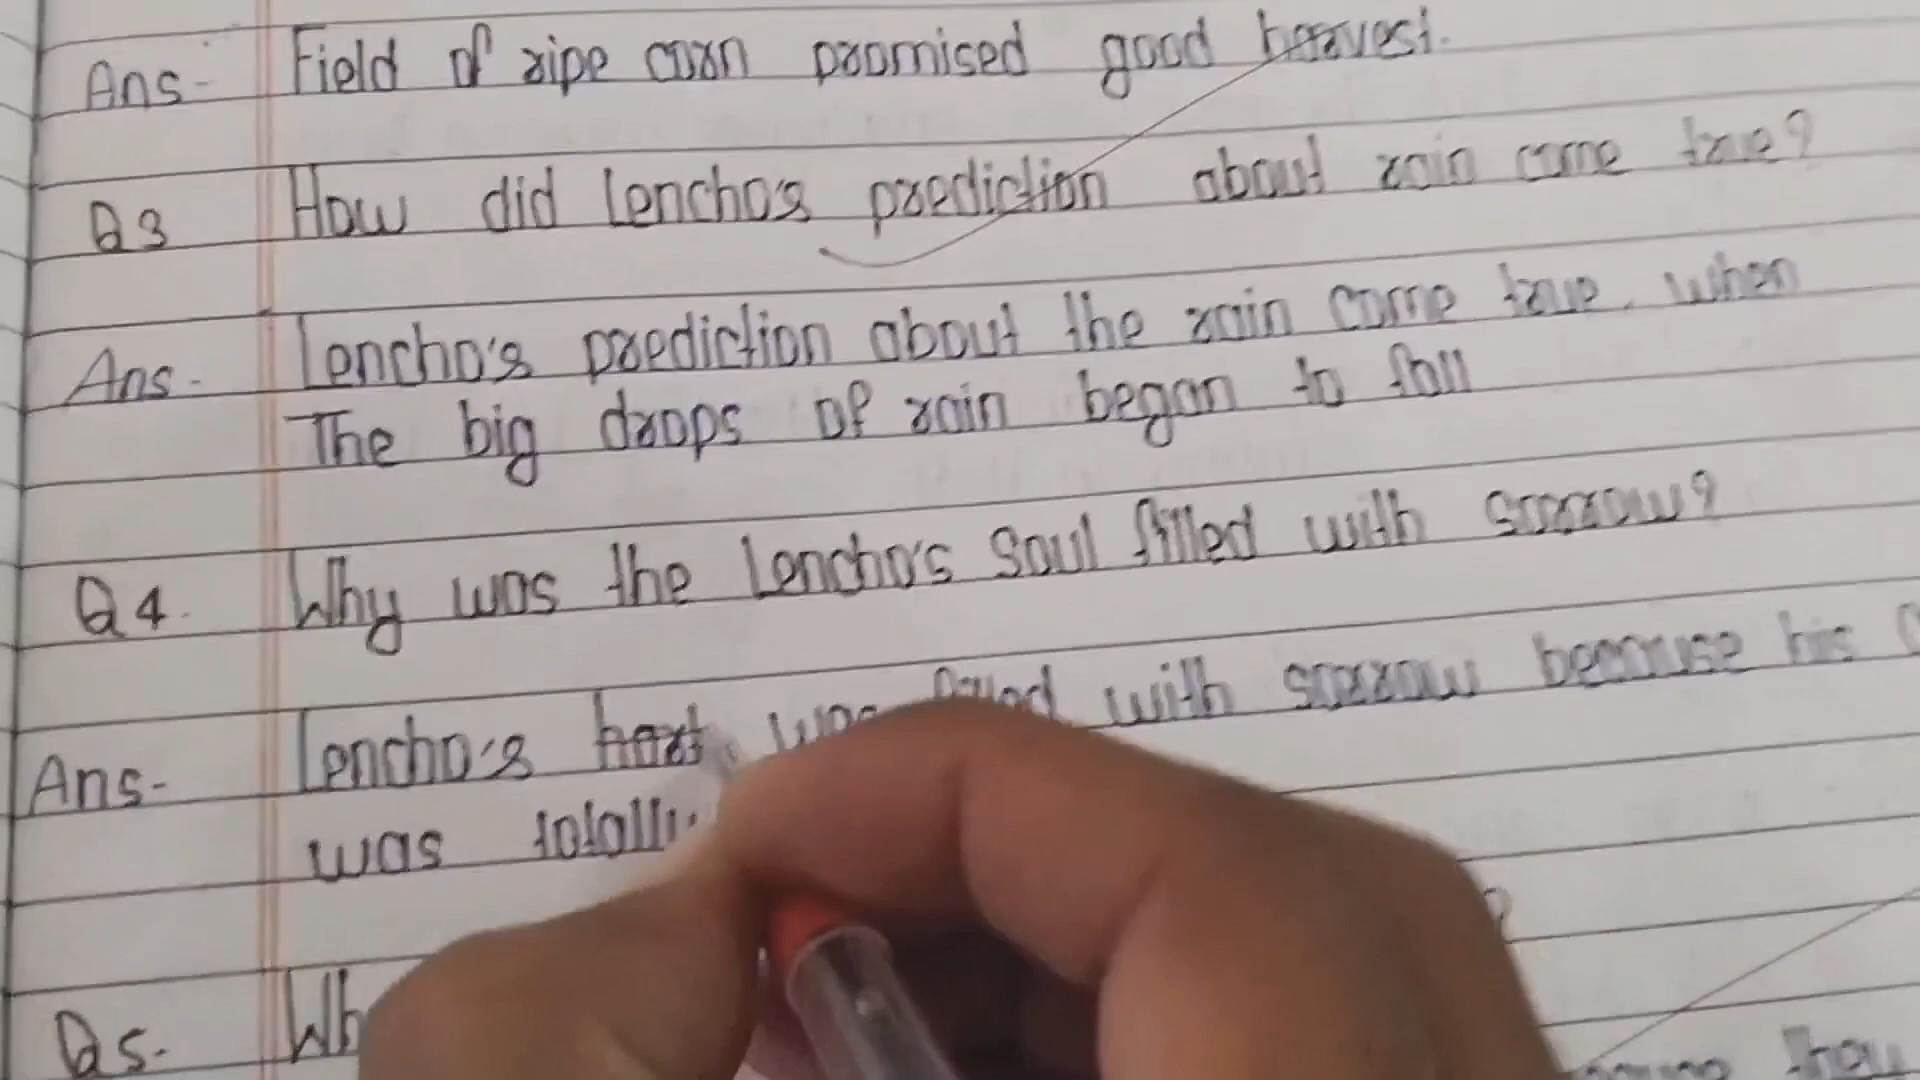 Ans- Field of ripe corn promised good harvest.
Q3 How did Lencho's prediction about rain come true?
Ans- Lencho's prediction about the rain come true, when
The big drops of rain began to fall
Q4. Why was the Lencho's Soul filled with sorrow?
Ans- Lencho's hart was filled with sorrow because his
was totally
Q5.